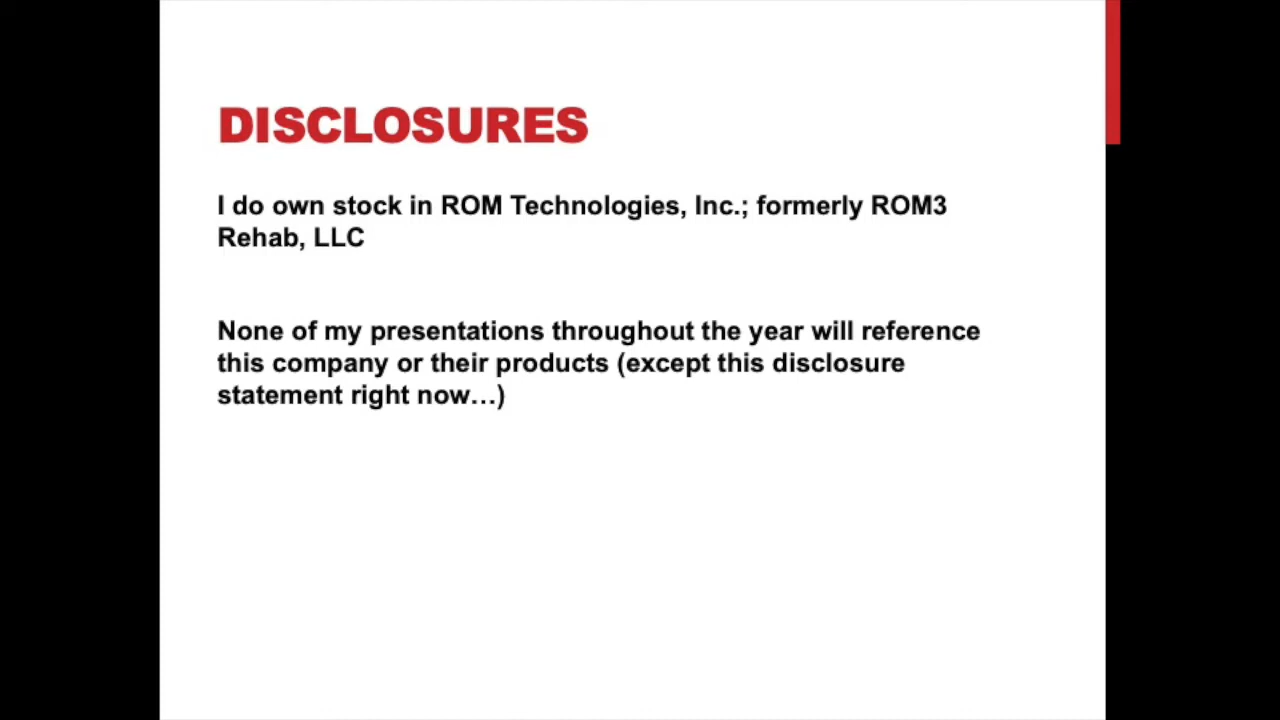 DISCLOSURES
I do own stock in ROM Technologies, Inc.; formerly ROM3
Rehab, LLC
None of my presentations throughout the year will reference
this company or their products (except this disclosure
statement right now…)